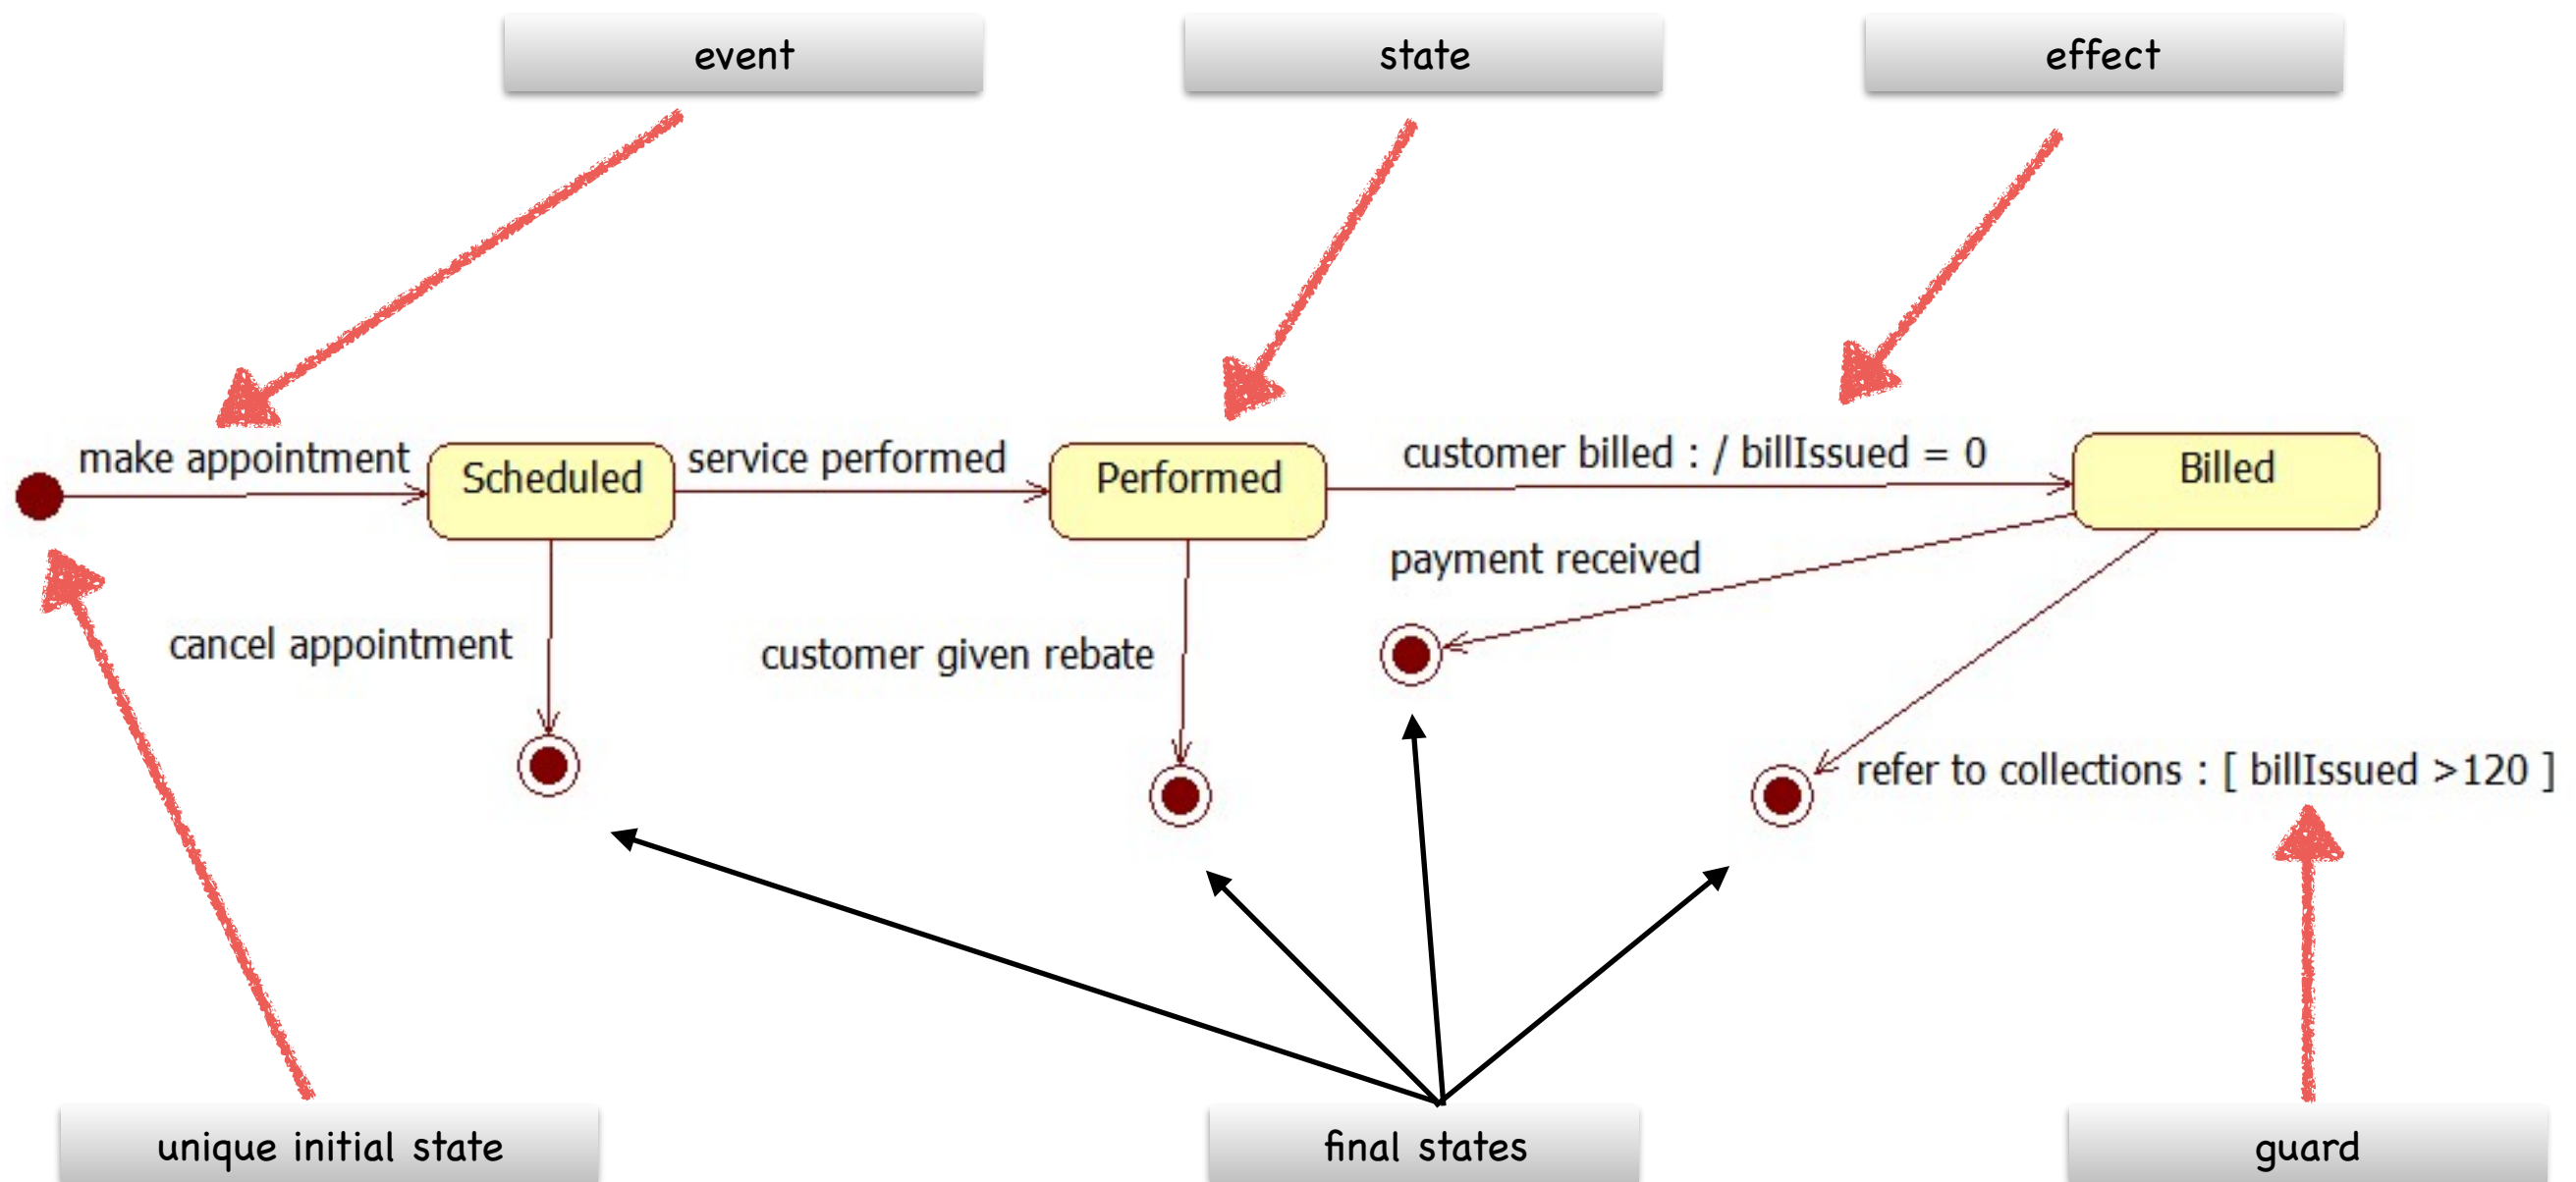 event
state
effect
make appointment
Scheduled
service performed
Performed
customer billed : / billIssued = 0
Billed
payment received
cancel appointment
customer given rebate
refer to collections : [ billIssued >120 ]
unique initial state
final states
guard